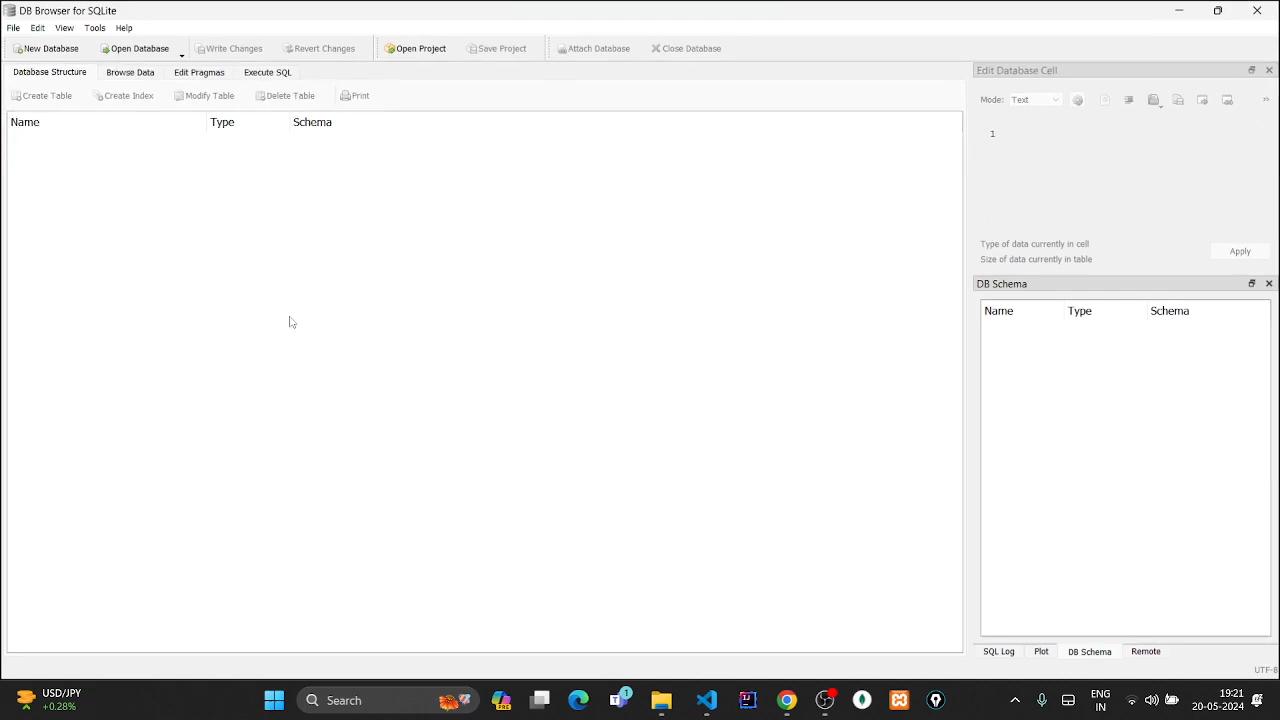 DB Browser for SQLite
File Edit View Tools Help
New Database Open Database Write Changes Revert Changes Open Project Save Project Attach Database Close Database
Database Structure Browse Data Edit Pragmas Execute SQL
Create Table Create Index Modify Table Delete Table Print
Name Type Schema
Edit Database Cell
Mode: Text
1
Type of data currently in cell
Size of data currently in table
Apply
DB Schema
Name Type Schema
SQL Log Plot DB Schema Remote
UTF-8
USD/JPY
+0.28%
Search
1
ENG
IN
19:21
20-05-2024